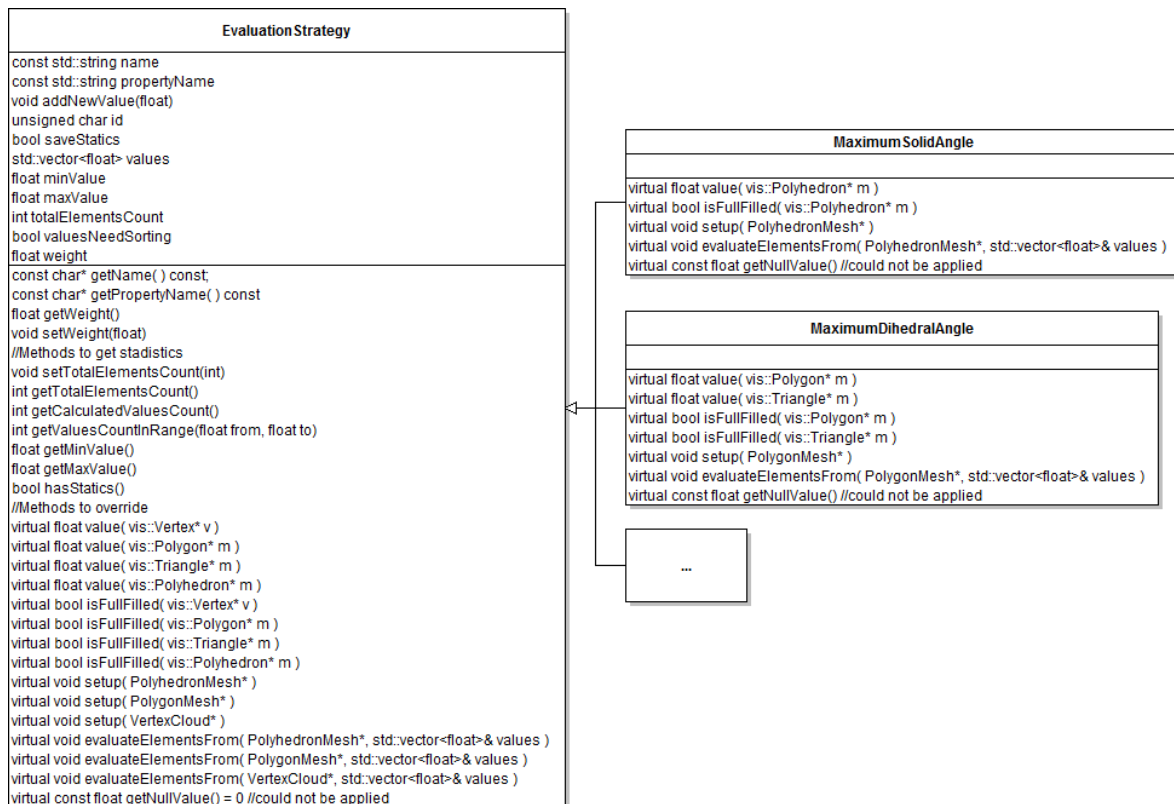 EvaluationStrategy
const std::string name
const std::string propertyName
void addNewValue(float)
unsigned char id
bool saveStatics
std::vector<float> values
float minValue
float maxValue
int totalElementsCount
bool valuesNeedSorting
float weight
const char* getName( ) const;
const char* getPropertyName( ) const
float getWeight()
void setWeight(float)
//Methods to get stadistics
void setTotalElementsCount(int)
int getTotalElementsCount()
int getCalculatedValuesCount()
int getValuesCountInRange(float from, float to)
float getMinValue()
float getMaxValue()
bool hasStatics()
//Methods to override
virtual float value( vis::Vertex* v )
virtual float value( vis::Polygon* m )
virtual float value( vis::Triangle* m )
virtual float value( vis::Polyhedron* m )
virtual bool isFullFilled( vis::Vertex* v )
virtual bool isFullFilled( vis::Polygon* m )
virtual bool isFullFilled( vis::Triangle* m )
virtual bool isFullFilled( vis::Polyhedron* m )
virtual void setup( PolyhedronMesh* )
virtual void setup( PolygonMesh* )
virtual void setup( VertexCloud* )
virtual void evaluateElementsFrom( PolyhedronMesh*, std::vector<float>& values )
virtual void evaluateElementsFrom( PolygonMesh*, std::vector<float>& values )
virtual void evaluateElementsFrom( VertexCloud*, std::vector<float>& values )
virtual const float getNullValue() = 0 //could not be applied
MaximumSolidAngle
virtual float value( vis::Polyhedron* m )
virtual bool isFullFilled( vis::Polyhedron* m )
virtual void setup( PolyhedronMesh* )
virtual void evaluateElementsFrom( PolyhedronMesh*, std::vector<float>& values )
virtual const float getNullValue() //could not be applied
MaximumDihedralAngle
virtual float value( vis::Polygon* m )
virtual float value( vis::Triangle* m )
virtual bool isFullFilled( vis::Polygon* m )
virtual bool isFullFilled( vis::Triangle* m )
virtual void setup( PolygonMesh* )
virtual void evaluateElementsFrom( PolygonMesh*, std::vector<float>& values )
virtual const float getNullValue() //could not be applied
...